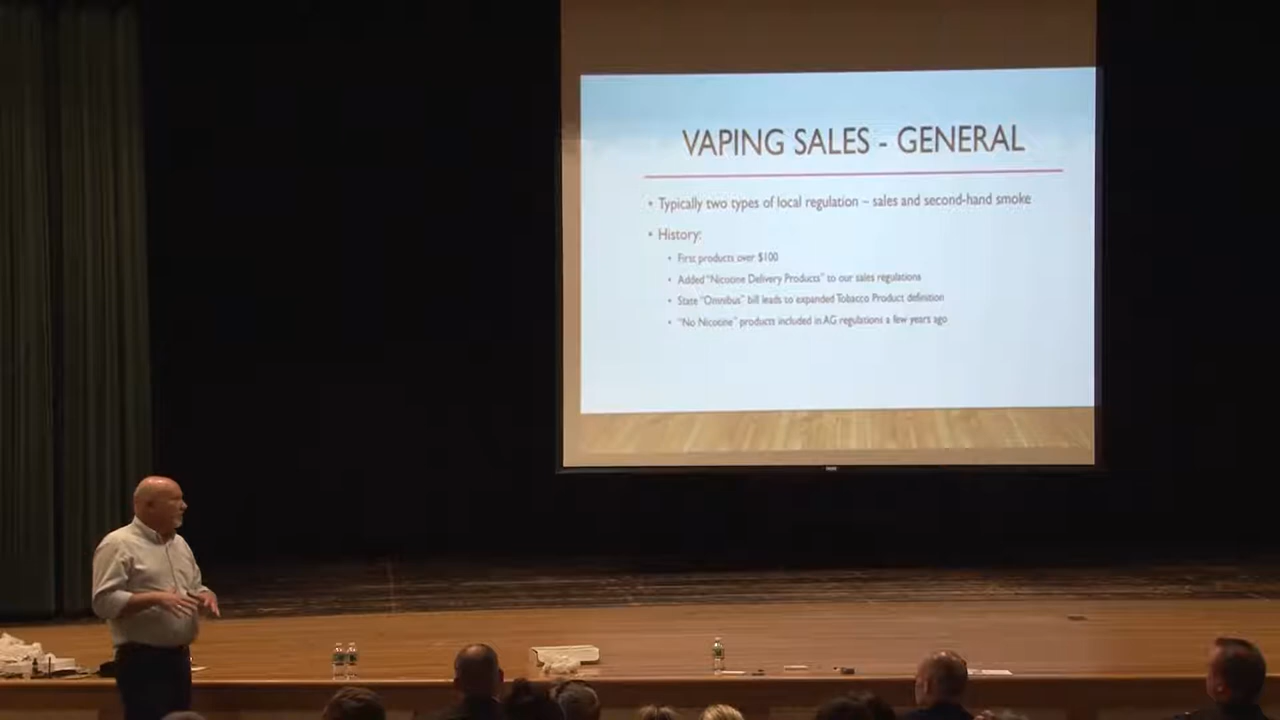 VAPING SALES - GENERAL
• Typically two types of local regulation – sales and second-hand smoke
• History:
• First products over $100
• Added "Nicotine Delivery Products" to our sales regulations
• State "Omnibus" bill leads to expanded Tobacco Product definition
• "No Nicotine" products included in AG regulations a few years ago